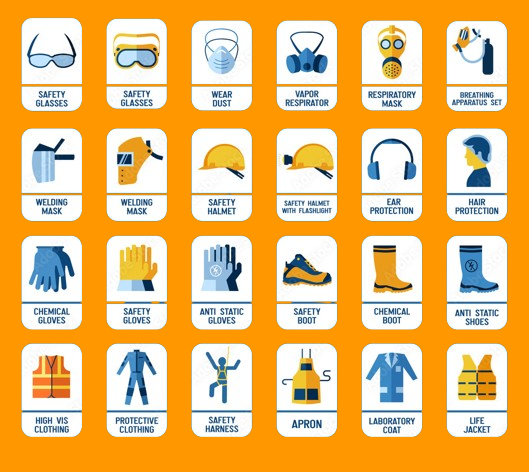 SAFETY
GLASSES
SAFETY
GLASSES
WEAR
DUST
VAPOR
RESPIRATOR
RESPIRATORY
MASK
BREATHING
APPARATUS SET
WELDING
MASK
WELDING
MASK
SAFETY
HALMET
SAFETY HALMET
WITH FLASHLIGHT
EAR
PROTECTION
HAIR
PROTECTION
CHEMICAL
GLOVES
SAFETY
GLOVES
ANTI STATIC
GLOVES
SAFETY
BOOT
CHEMICAL
BOOT
ANTI STATIC
SHOES
HIGH VIS
CLOTHING
PROTECTIVE
CLOTHING
SAFETY
HARNESS
APRON
LABORATORY
COAT
LIFE
JACKET